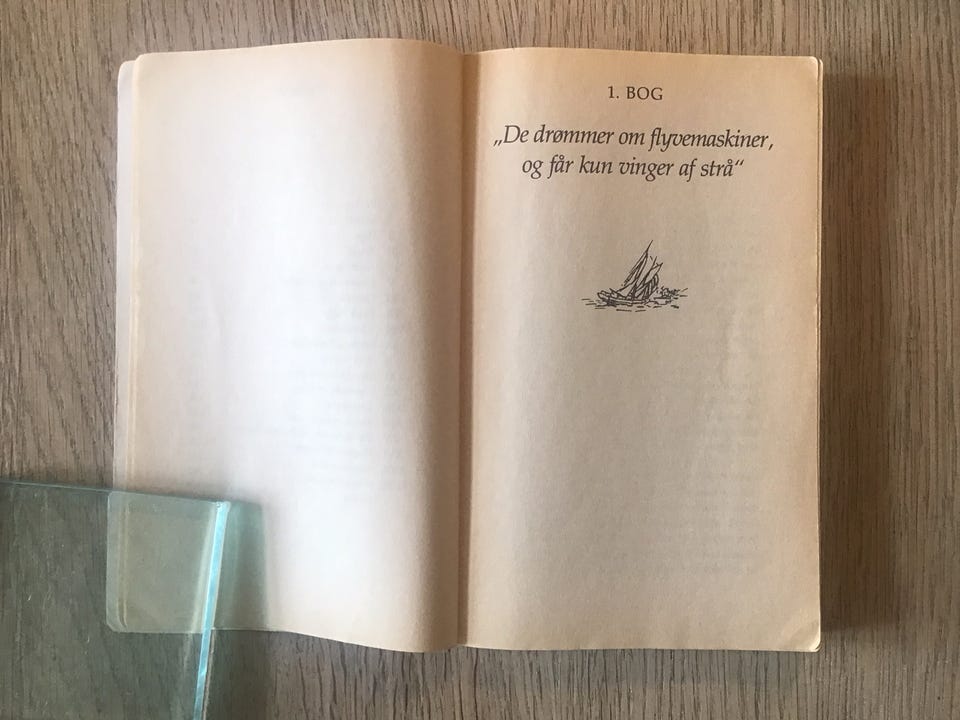 1. BOG
„De drømmer om flyvemaskiner,
og får kun vinger af strå“